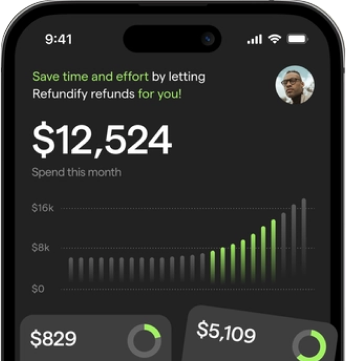 9:41
Save time and effort by letting
Refundify refunds for you!
$12,524
Spend this month
$16k
$8k
$0
$829
$5,109